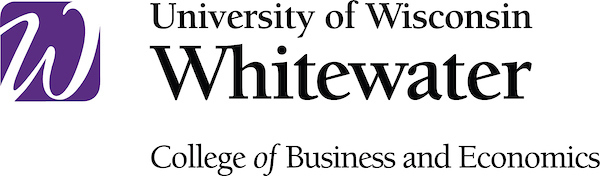 W
University of Wisconsin
Whitewater
College of Business and Economics